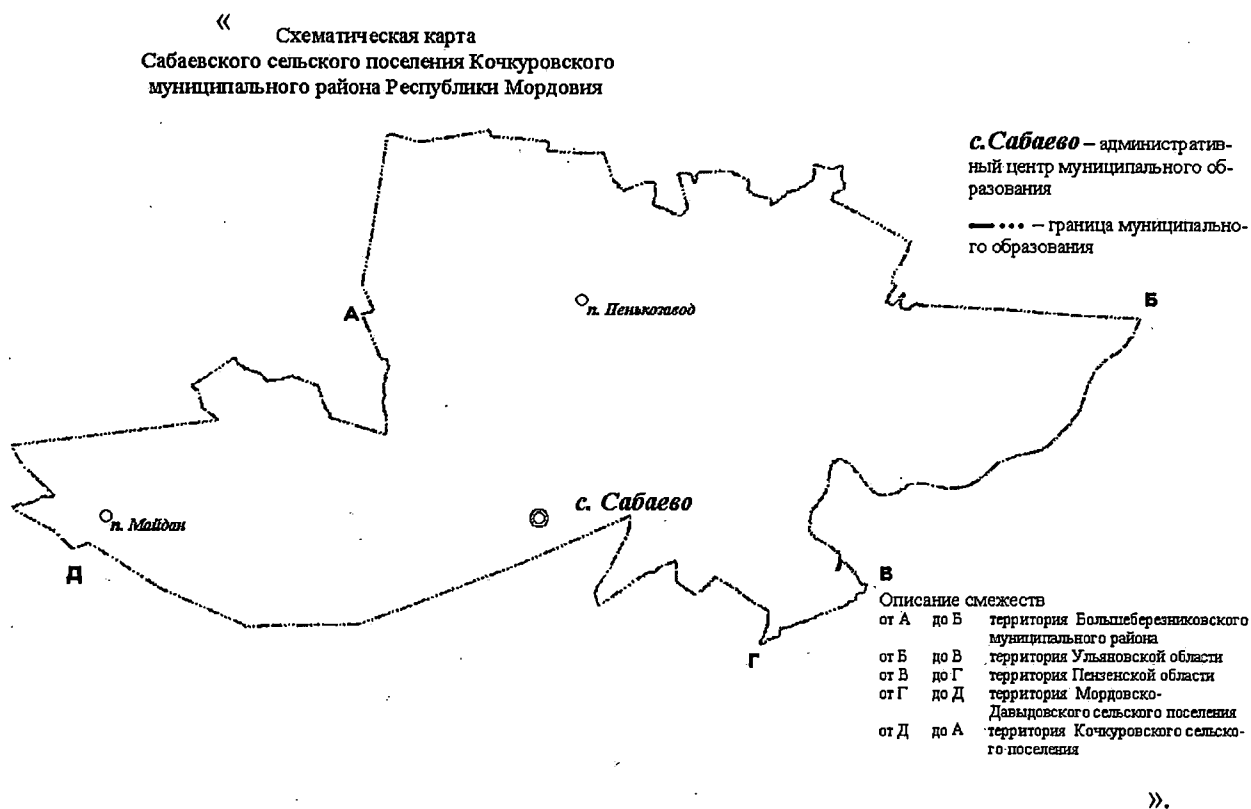 «
Схематическая карта
Сабаевского сельского поселения Кочкуровского
муниципального района Республики Мордовия
с. Сабаево – административ-
ный центр муниципального об-
разования
– граница муниципально-
го образования
А
Б
п. Пенькозавод
с. Сабаево
п. Майдан
Д
В
Г
Описание смежеств
от А до Б территория Большеберезниковского
муниципального района
от Б до В территория Ульяновской области
от В до Г территория Пензенской области
от Г до Д территория Мордовско-
Давыдовского сельского поселения
от Д до А территория Кочкуровского сельско-
го поселения
».